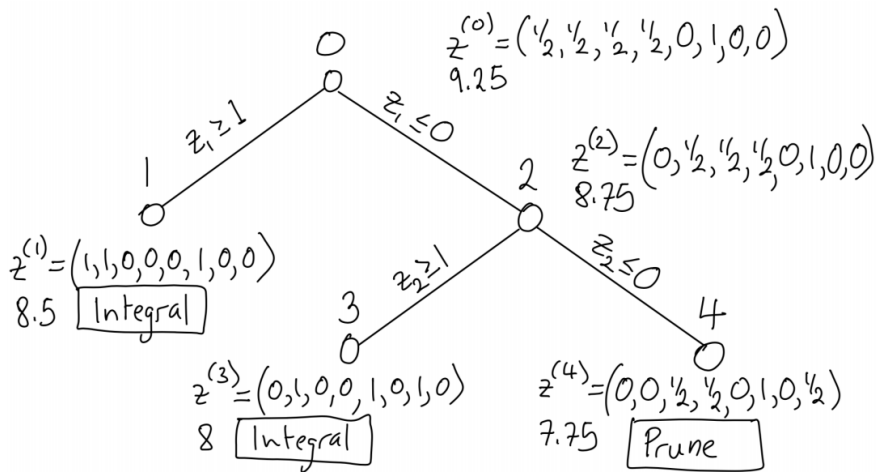 0
z^(0)=(1/2,1/2,1/2,1/2,0,1,0,0)
9.25
z₁≥1
z₁≤0
1
2
z^(2)=(0,1/2,1/2,1/2,0,1,0,0)
8.75
z^(1)=(1,1,0,0,0,1,0,0)
8.5 Integral
z₂≥1
z₂≤0
3
4
z^(3)=(0,1,0,0,1,0,1,0)
8 Integral
z^(4)=(0,0,1/2,1/2,0,1,0,1/2)
7.75 Prune